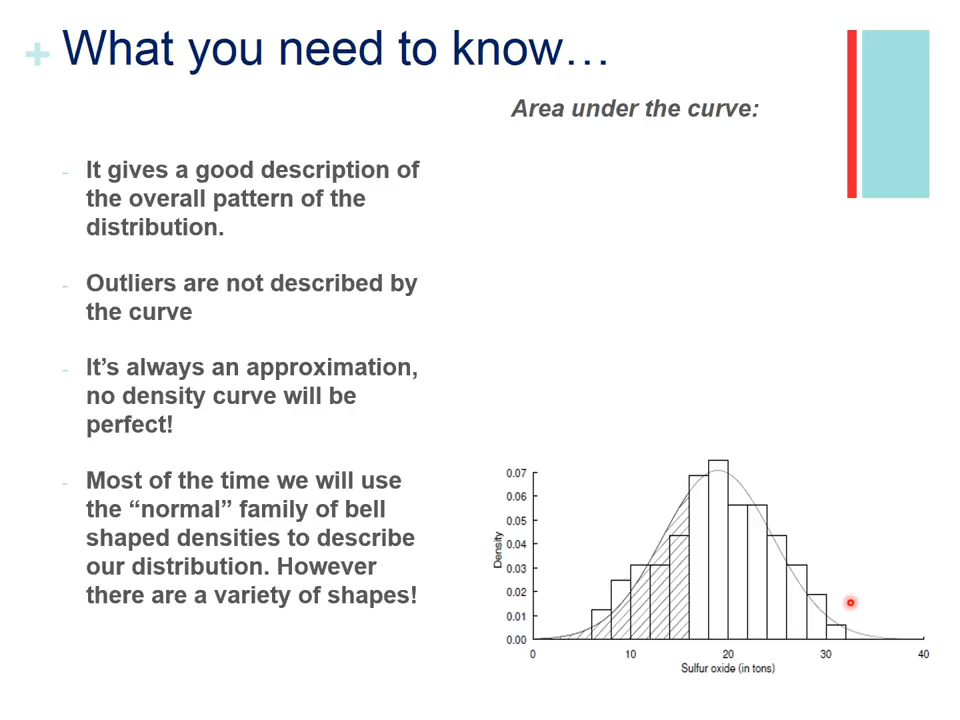 + What you need to know…
Area under the curve:
- It gives a good description of
the overall pattern of the
distribution.
- Outliers are not described by
the curve
- It’s always an approximation,
no density curve will be
perfect!
- Most of the time we will use
the “normal” family of bell
shaped densities to describe
our distribution. However
there are a variety of shapes!
0.07
0.06
0.05
0.04
0.03
0.02
0.01
0.00
Density
0 10 20 30 40
Sulfur oxide (in tons)